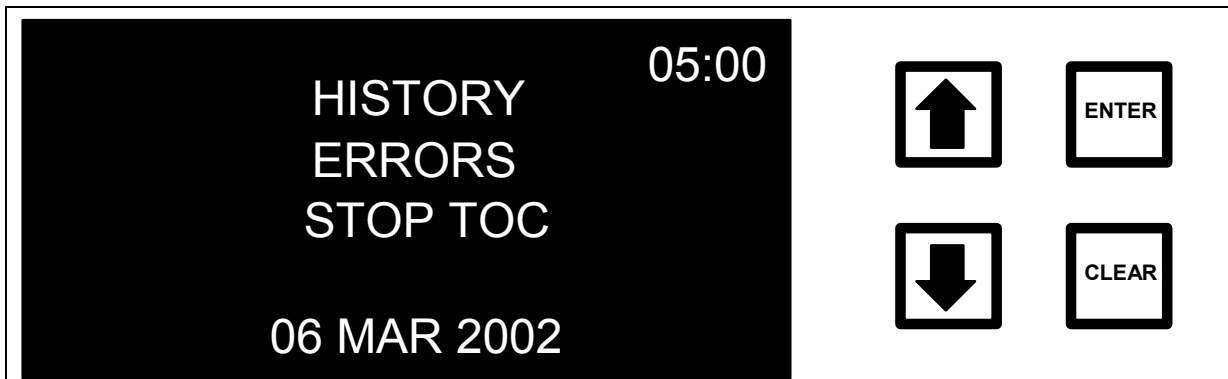 05:00
HISTORY
ERRORS
STOP TOC
06 MAR 2002
ENTER
CLEAR